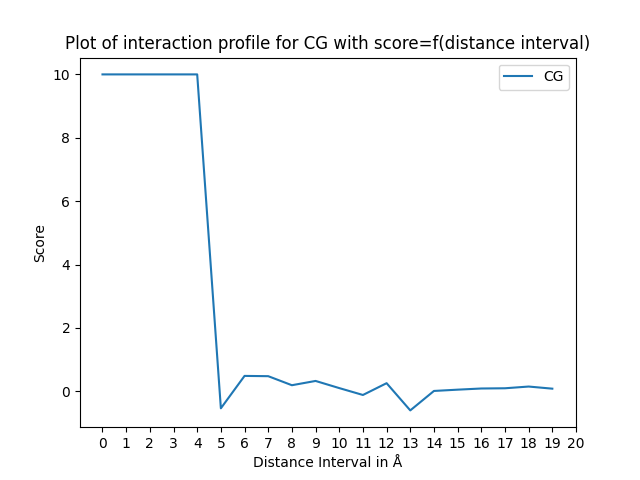 Plot of interaction profile for CG with score=f(distance interval)
CG
10
8
6
4
2
0
Score
0 1 2 3 4 5 6 7 8 9 10 11 12 13 14 15 16 17 18 19 20
Distance Interval in Å